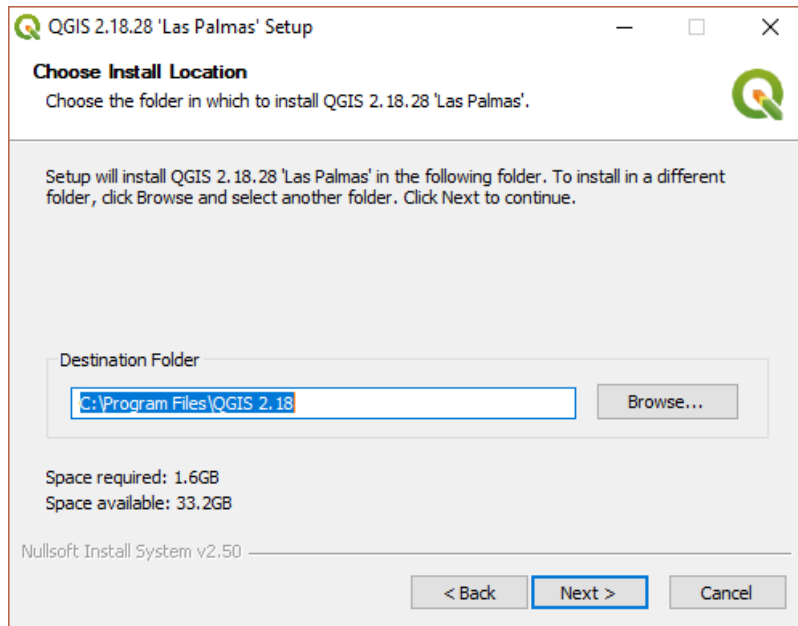 QGIS 2.18.28 'Las Palmas' Setup
Choose Install Location
Choose the folder in which to install QGIS 2.18.28 'Las Palmas'.
Setup will install QGIS 2.18.28 'Las Palmas' in the following folder. To install in a different
folder, click Browse and select another folder. Click Next to continue.
Destination Folder
C:\Program Files\QGIS 2.18
Browse...
Space required: 1.6GB
Space available: 33.2GB
Nullsoft Install System v2.50
< Back
Next >
Cancel